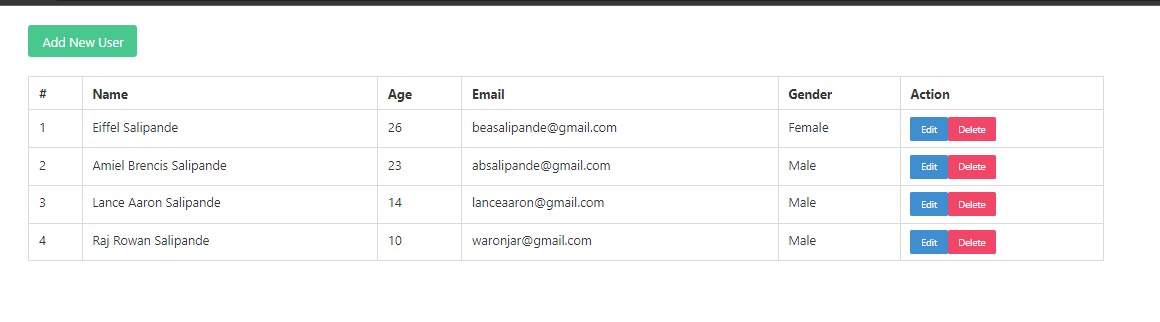 Add New User
# Name Age Email Gender Action
1 Eiffel Salipande 26 beasalipande@gmail.com Female Edit Delete
2 Amiel Brencis Salipande 23 absalipande@gmail.com Male Edit Delete
3 Lance Aaron Salipande 14 lanceaaron@gmail.com Male Edit Delete
4 Raj Rowan Salipande 10 waronjar@gmail.com Male Edit Delete